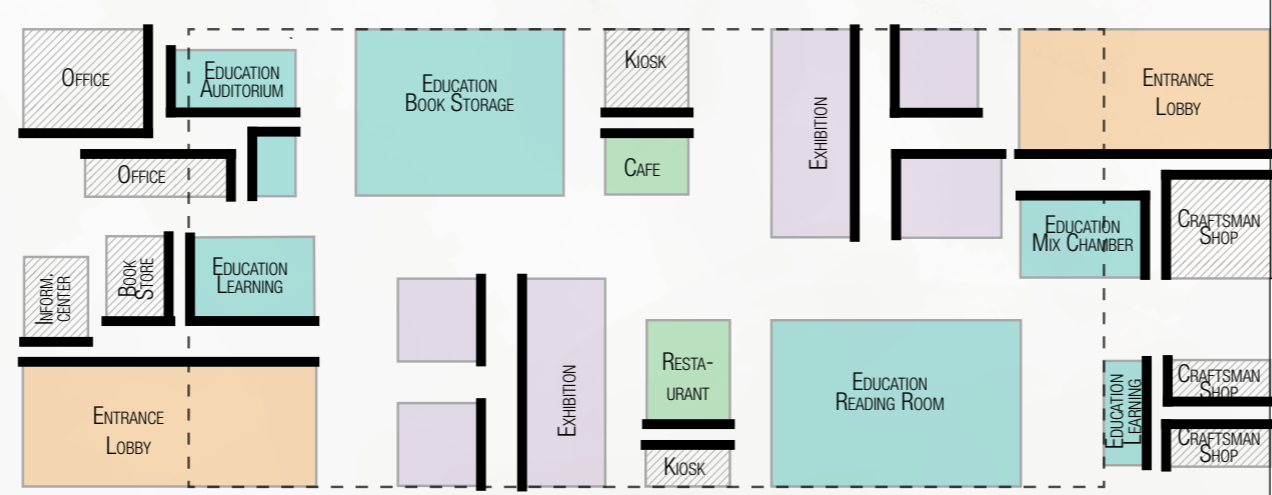 Office
Education
Auditorium
Education
Book Storage
Kiosk
Exhibition
Entrance
Lobby
Office
Cafe
Education
Mix Chamber
Craftsman
Shop
Inform.
Center
Book
Store
Education
Learning
Entrance
Lobby
Exhibition
Resta-
urant
Kiosk
Education
Reading Room
Education
Learning
Craftsman
Shop
Craftsman
Shop